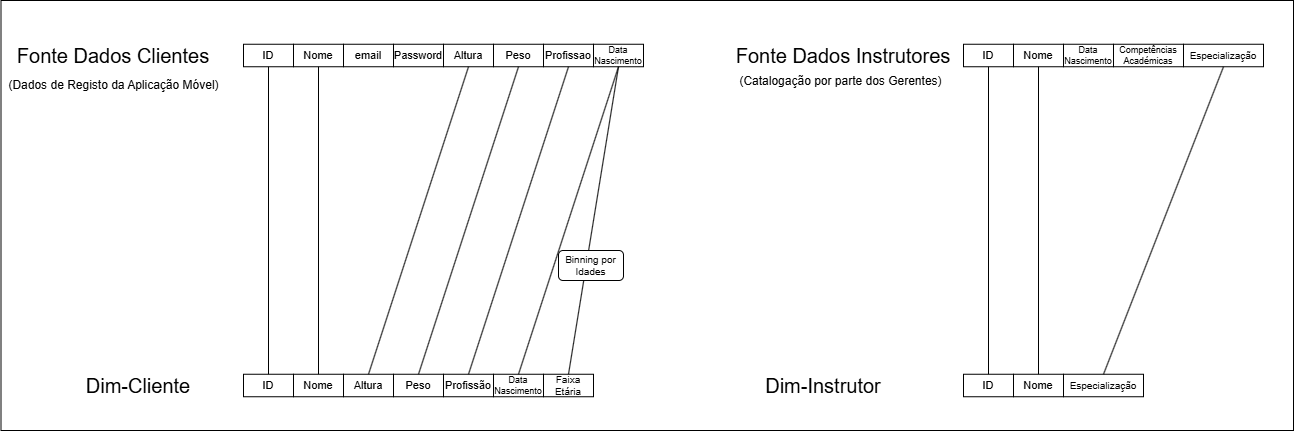 Fonte Dados Clientes
(Dados de Registo da Aplicação Móvel)
ID Nome email Password Altura Peso Profissao Data Nascimento
Fonte Dados Instrutores
(Catalogação por parte dos Gerentes)
ID Nome Data Nascimento Competências Académicas Especialização
Binning por
Idades
Dim-Cliente
ID Nome Altura Peso Profissão Data Nascimento Faixa Etária
Dim-Instrutor
ID Nome Especialização